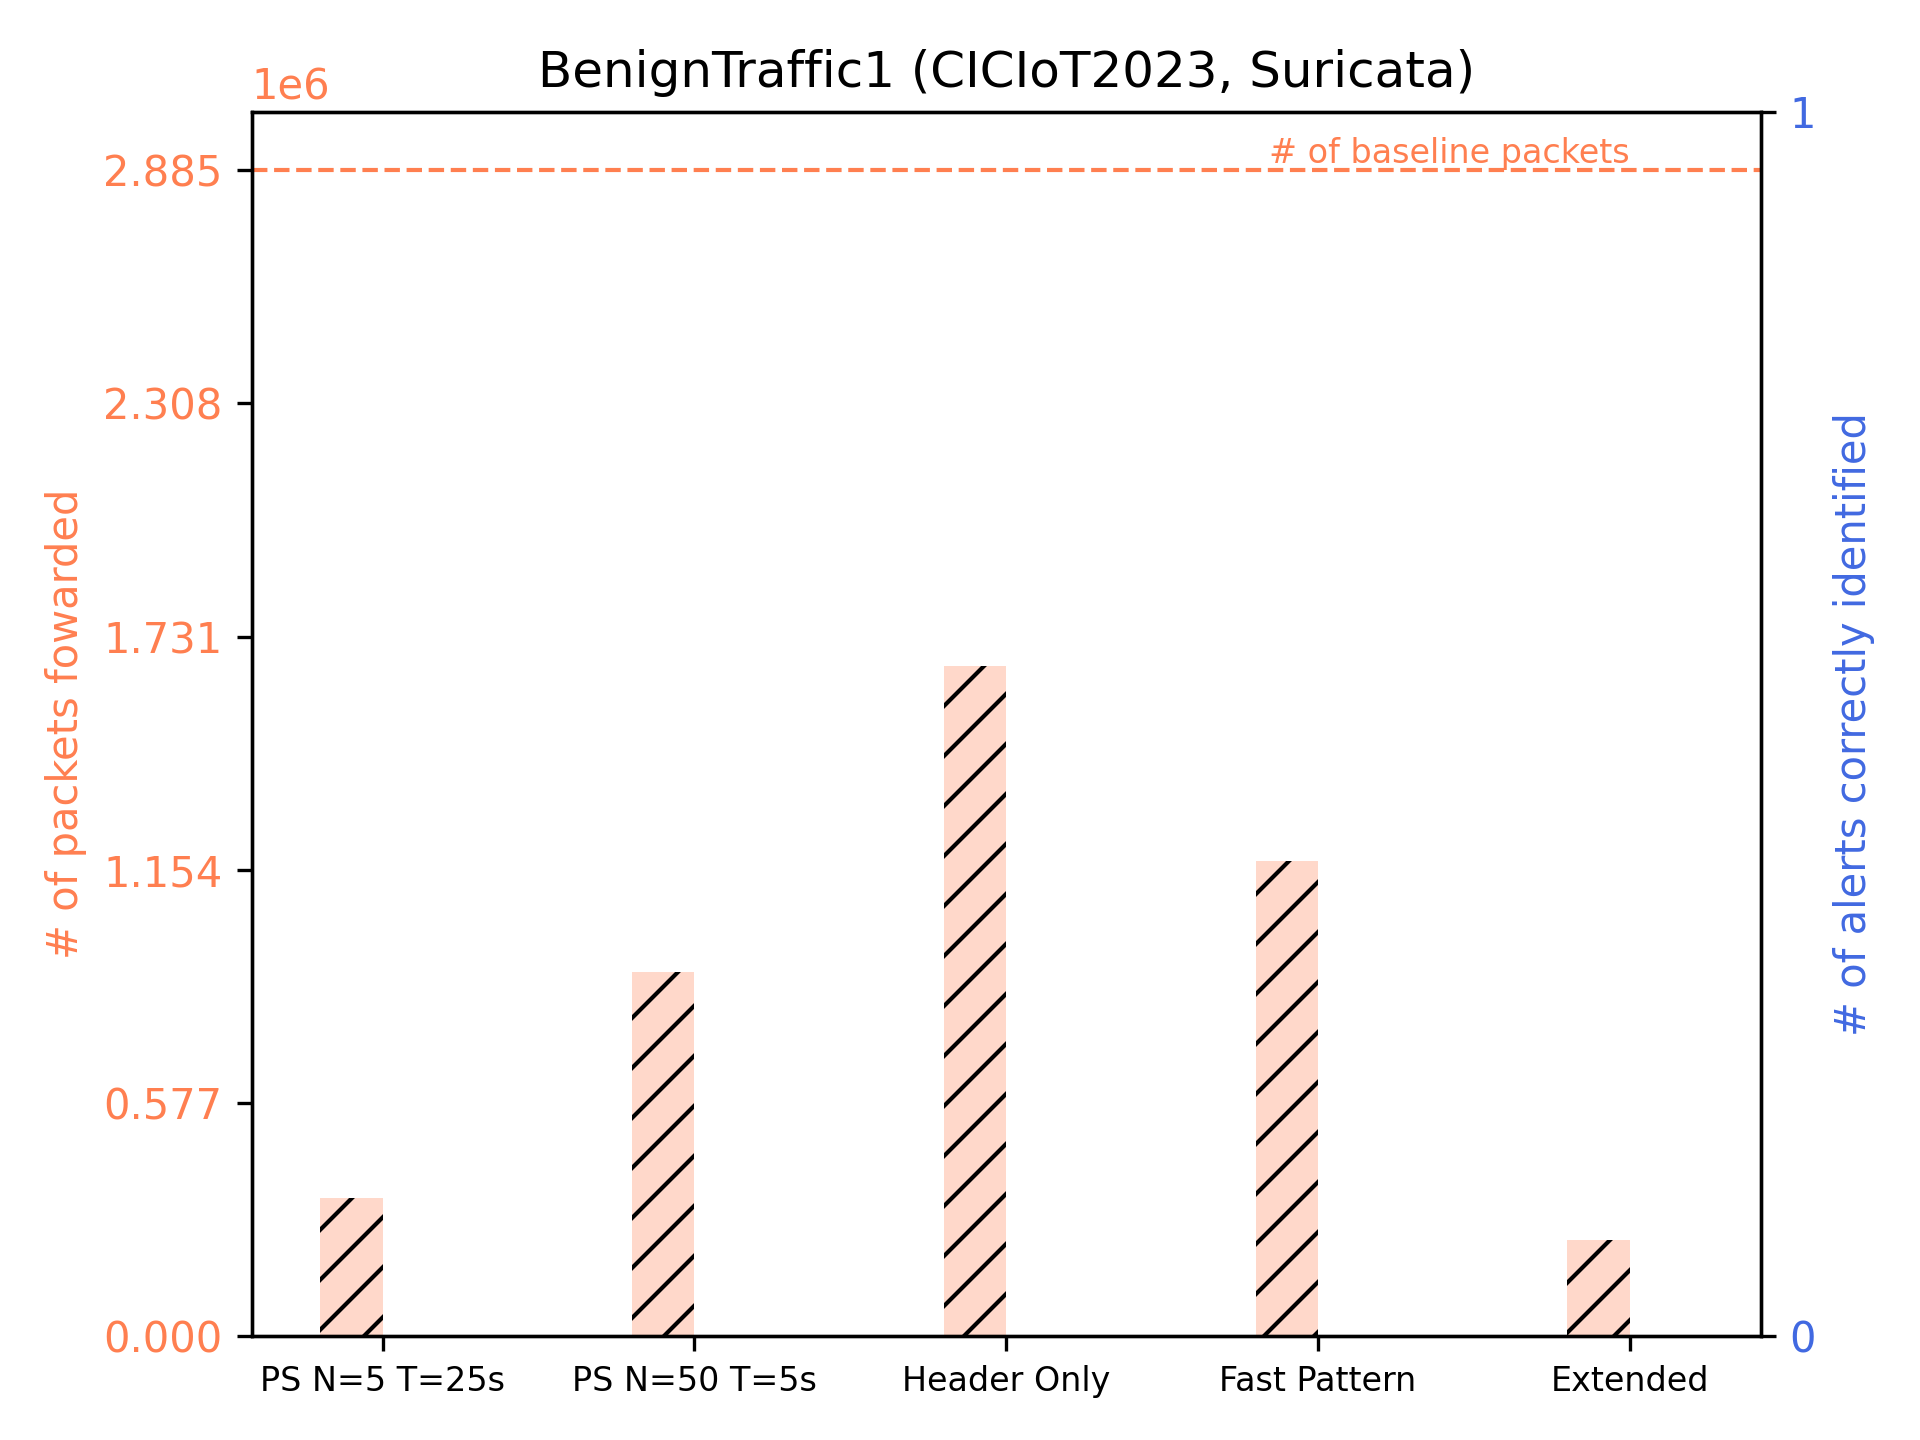 BenignTraffic1 (CICIoT2023, Suricata)
1e6
1
# of baseline packets
2.885
2.308
1.731
1.154
0.577
0.000
0
# of packets fowarded
# of alerts correctly identified
PS N=5 T=25s
PS N=50 T=5s
Header Only
Fast Pattern
Extended